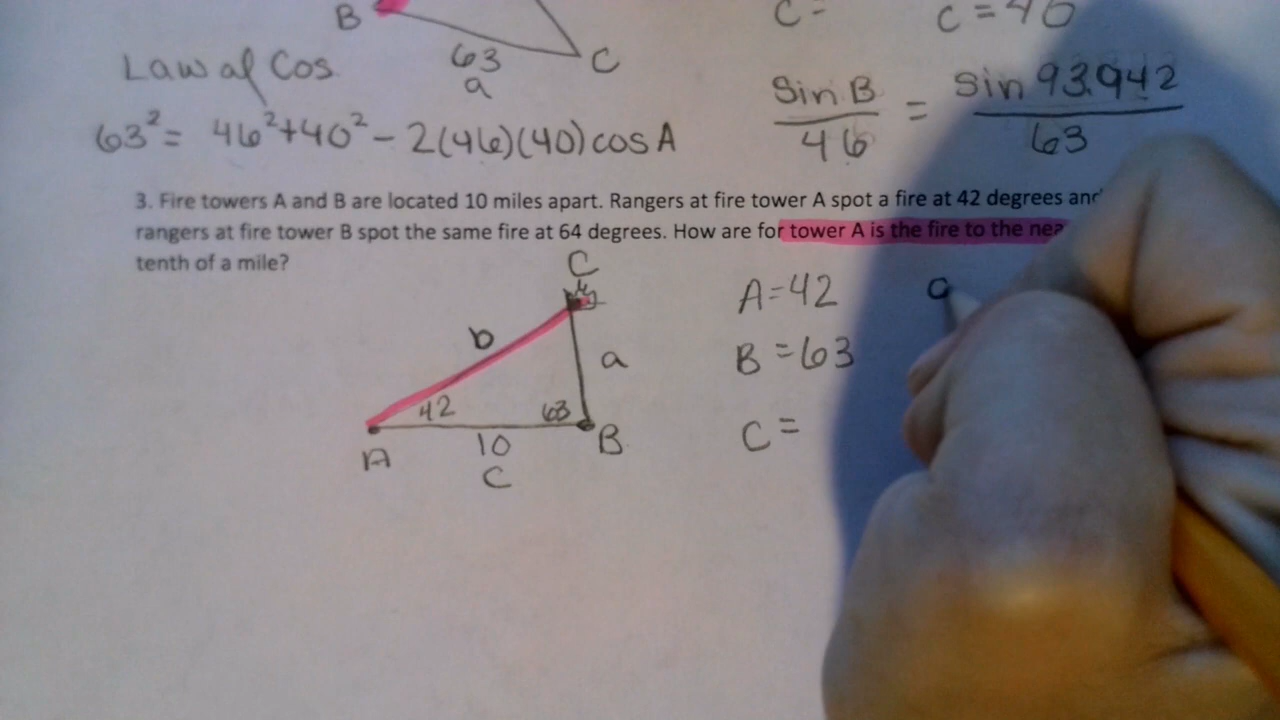 B
C =
C = 40
Law of Cos
63
a
C
63² = 46² + 40² - 2(46)(40) cos A
Sin B / 46 = Sin 93.942 / 63
3. Fire towers A and B are located 10 miles apart. Rangers at fire tower A spot a fire at 42 degrees and
rangers at fire tower B spot the same fire at 64 degrees. How are for tower A is the fire to the nea
tenth of a mile?
C
b
a
42
63
A
10
B
C
A=42
a
B=63
C=